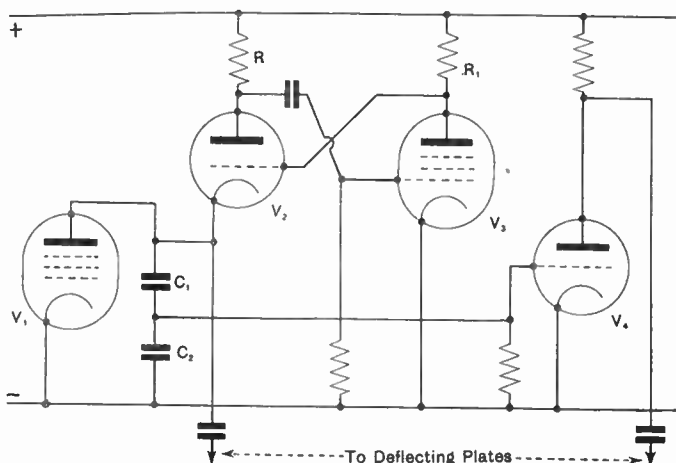 +
R
R₁
V₂
V₃
C₁
V₁
V₄
C₂
−
To Deflecting Plates